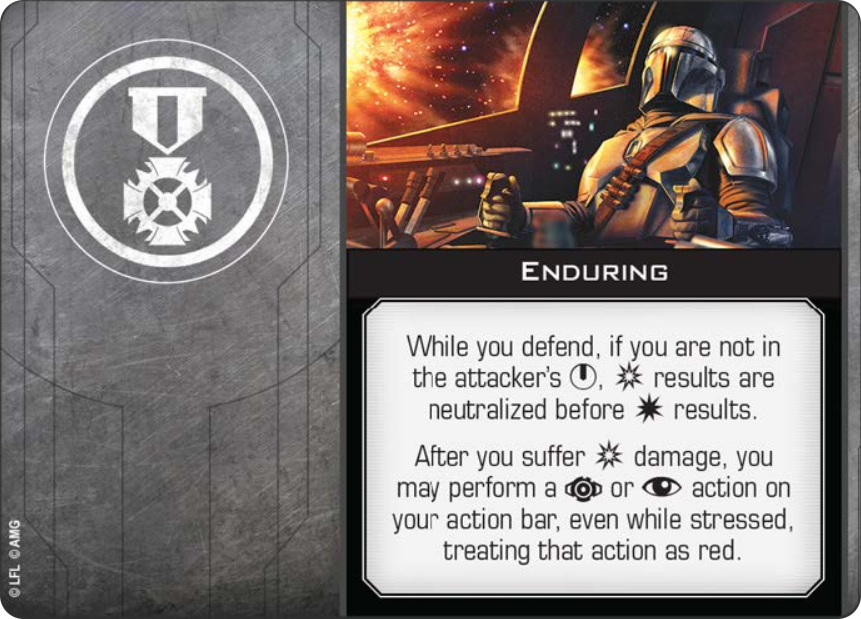 Enduring
While you defend, if you are not in
the attacker's , results are
neutralized before results.
After you suffer damage, you
may perform a or action on
your action bar, even while stressed,
treating that action as red.
©LFL ©AMG